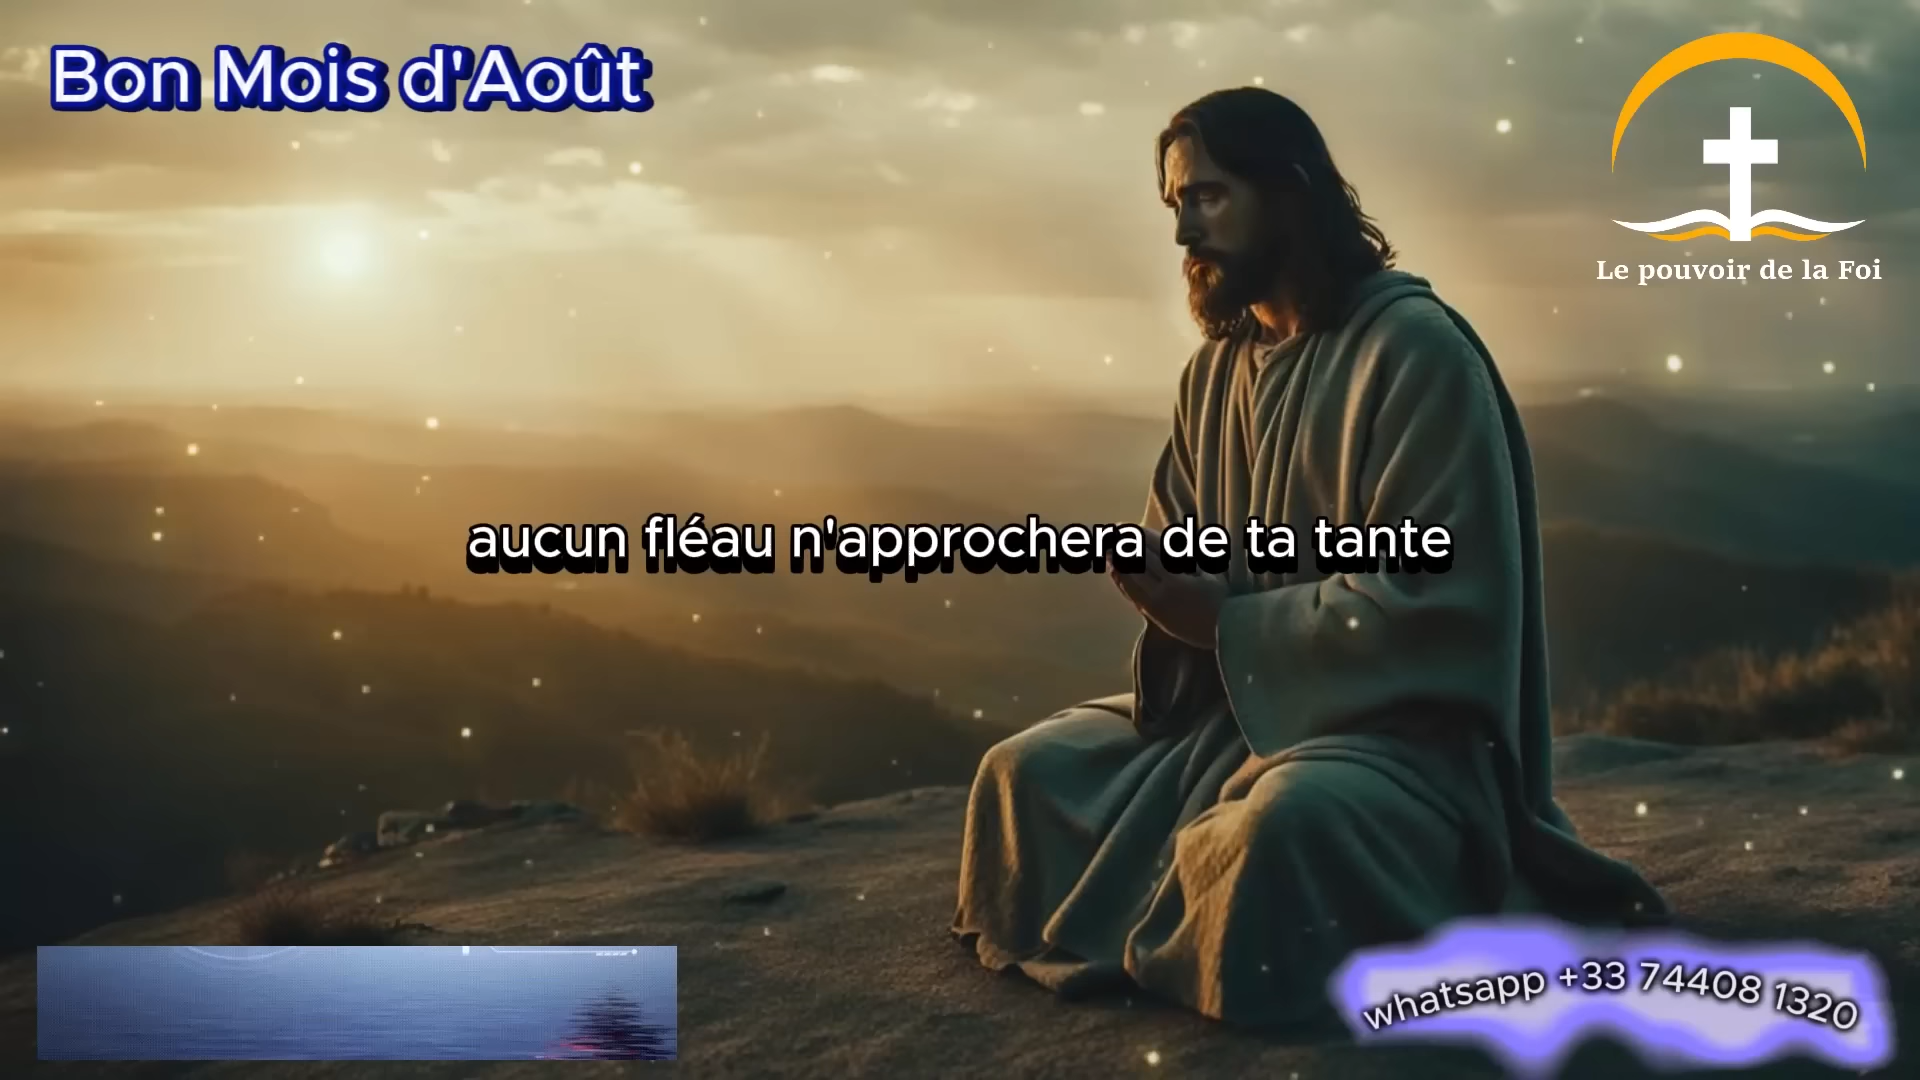 Bon Mois d'Août
Le pouvoir de la Foi
aucun fléau n'approchera de ta tante
whatsapp +33 74408 1320